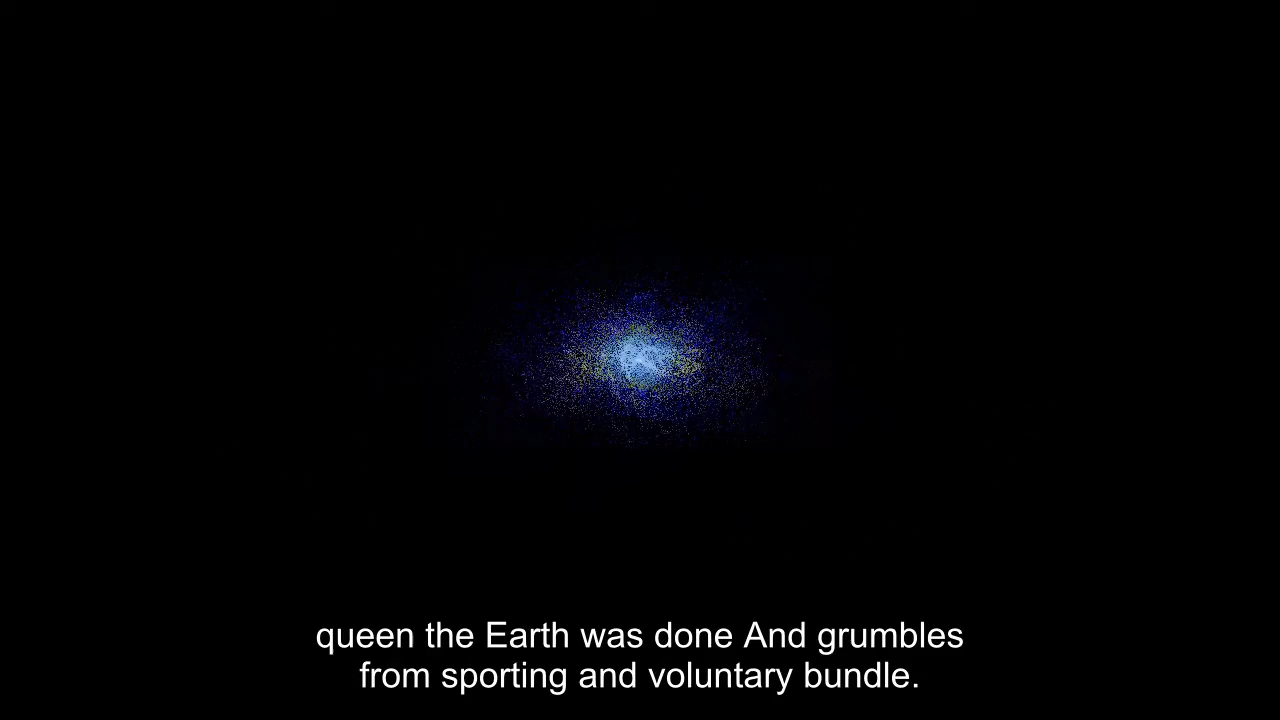 queen the Earth was done And grumbles
from sporting and voluntary bundle.